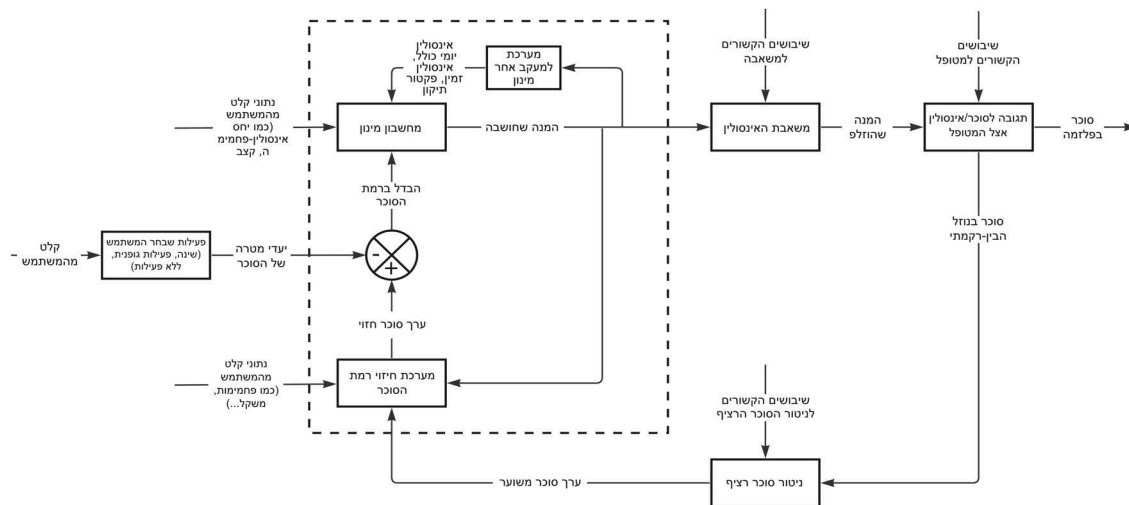 שיבושים הקשורים
למשאבה
שיבושים
הקשורים למטופל
אינסולין
יומי כולל,
אינסולין
זמין, פקטור
תיקון
מערכת
למעקב אחר
מינון
נתוני קלט
מהמשתמש
(כמו יחס
אינסולין-פחמימ
ה, קצב
מחשבון מינון
המנה שחושבה
משאבת האינסולין
המנה
שהוזלפ
תגובה לסוכר/אינסולין
אצל המטופל
סוכר
בפלזמה
הבדל ברמת
הסוכר
סוכר בנוזל
הבין-רקמתי
קלט
מהמשתמש
פעילות שבחר המשתמש
(שינה, פעילות גופנית,
ללא פעילות)
יעדי מטרה
של הסוכר
-
+
ערך סוכר חזוי
נתוני קלט
מהמשתמש
(כמו פחמימות,
משקל...)
מערכת חיזוי רמת
הסוכר
שיבושים הקשורים
לניטור הסוכר הרציף
ערך סוכר משוער
ניטור סוכר רציף